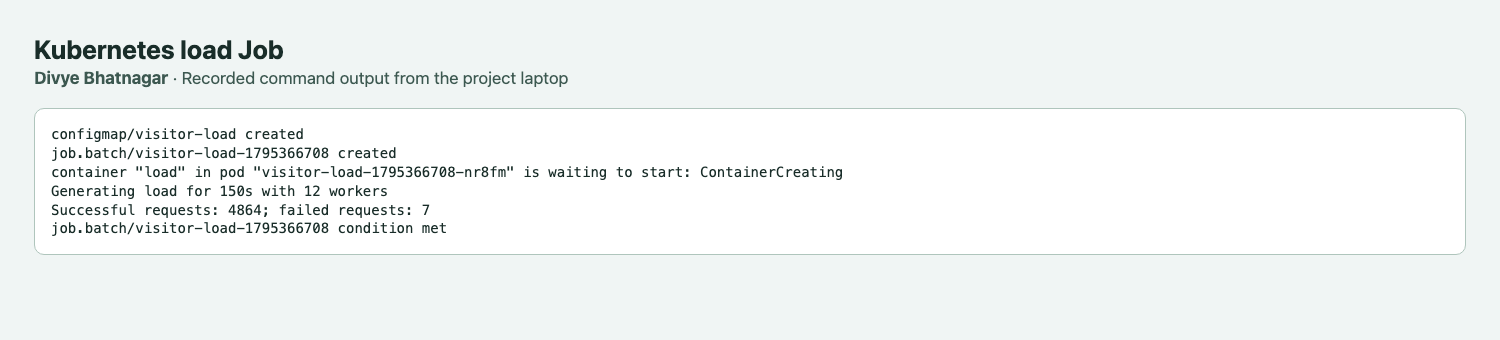 Kubernetes load Job
Divye Bhatnagar · Recorded command output from the project laptop
configmap/visitor-load created
job.batch/visitor-load-1795366708 created
container "load" in pod "visitor-load-1795366708-nr8fm" is waiting to start: ContainerCreating
Generating load for 150s with 12 workers
Successful requests: 4864; failed requests: 7
job.batch/visitor-load-1795366708 condition met